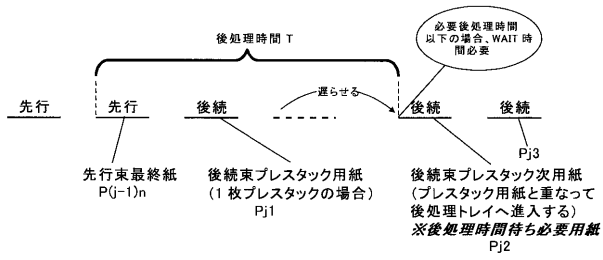 後処理時間 T
必要後処理時間
以下の場合、WAIT 時
間必要
先行
先行
後続
遅らせる
後続
後続
先行束最終紙
P(j-1)n
後続束プレスタック用紙
(1 枚プレスタックの場合)
Pj1
Pj3
後続束プレスタック次用紙
(プレスタック用紙と重なって
後処理トレイへ進入する)
※後処理時間待ち必要用紙
Pj2